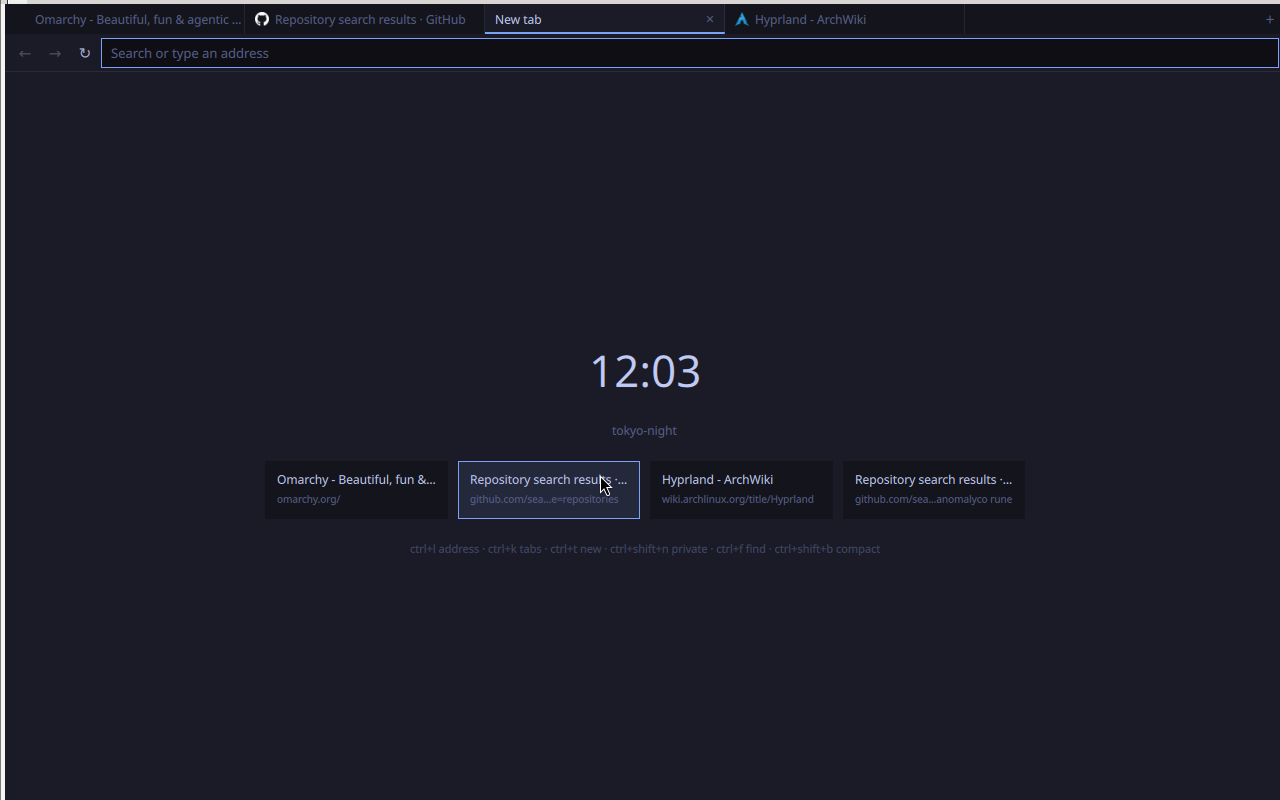 Omarchy - Beautiful, fun & agentic ...
Repository search results · GitHub
New tab
×
Hyprland - ArchWiki
+
← → ↻ Search or type an address
12:03
tokyo-night
Omarchy - Beautiful, fun &...
omarchy.org/
Repository search results ·...
github.com/sea...e=repositories
Hyprland - ArchWiki
wiki.archlinux.org/title/Hyprland
Repository search results ·...
github.com/sea...anomalyco rune
ctrl+l address · ctrl+k tabs · ctrl+t new · ctrl+shift+n private · ctrl+f find · ctrl+shift+b compact